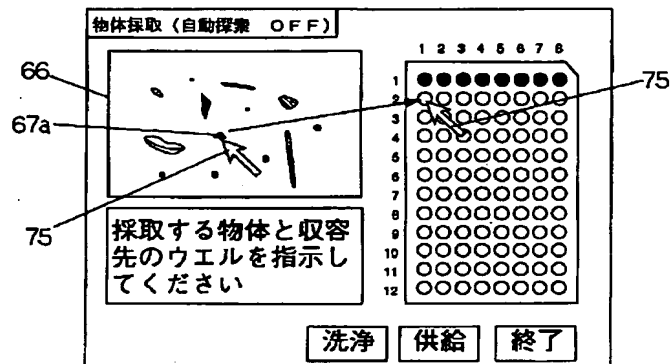 物体採取（自動探索　OFF）
66
67a
75
採取する物体と収容
先のウエルを指示し
てください
1 2 3 4 5 6 7 8
1
2
3
4
5
6
7
8
9
10
11
12
75
洗浄
供給
終了